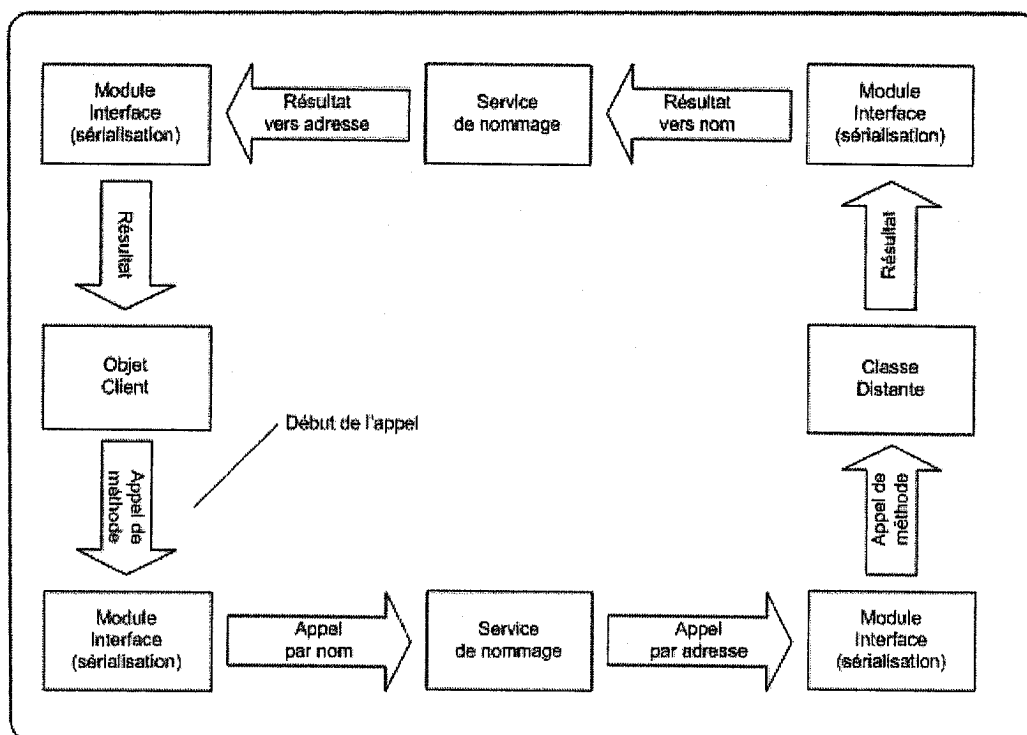 Module
Interface
(sérialisation)
Résultat
vers adresse
Service
de nommage
Résultat
vers nom
Module
Interface
(sérialisation)
Résultat
Résultat
Objet
Client
Classe
Distante
Début de l'appel
Appel de
méthode
Appel de
méthode
Module
Interface
(sérialisation)
Appel
par nom
Service
de nommage
Appel
par adresse
Module
Interface
(sérialisation)